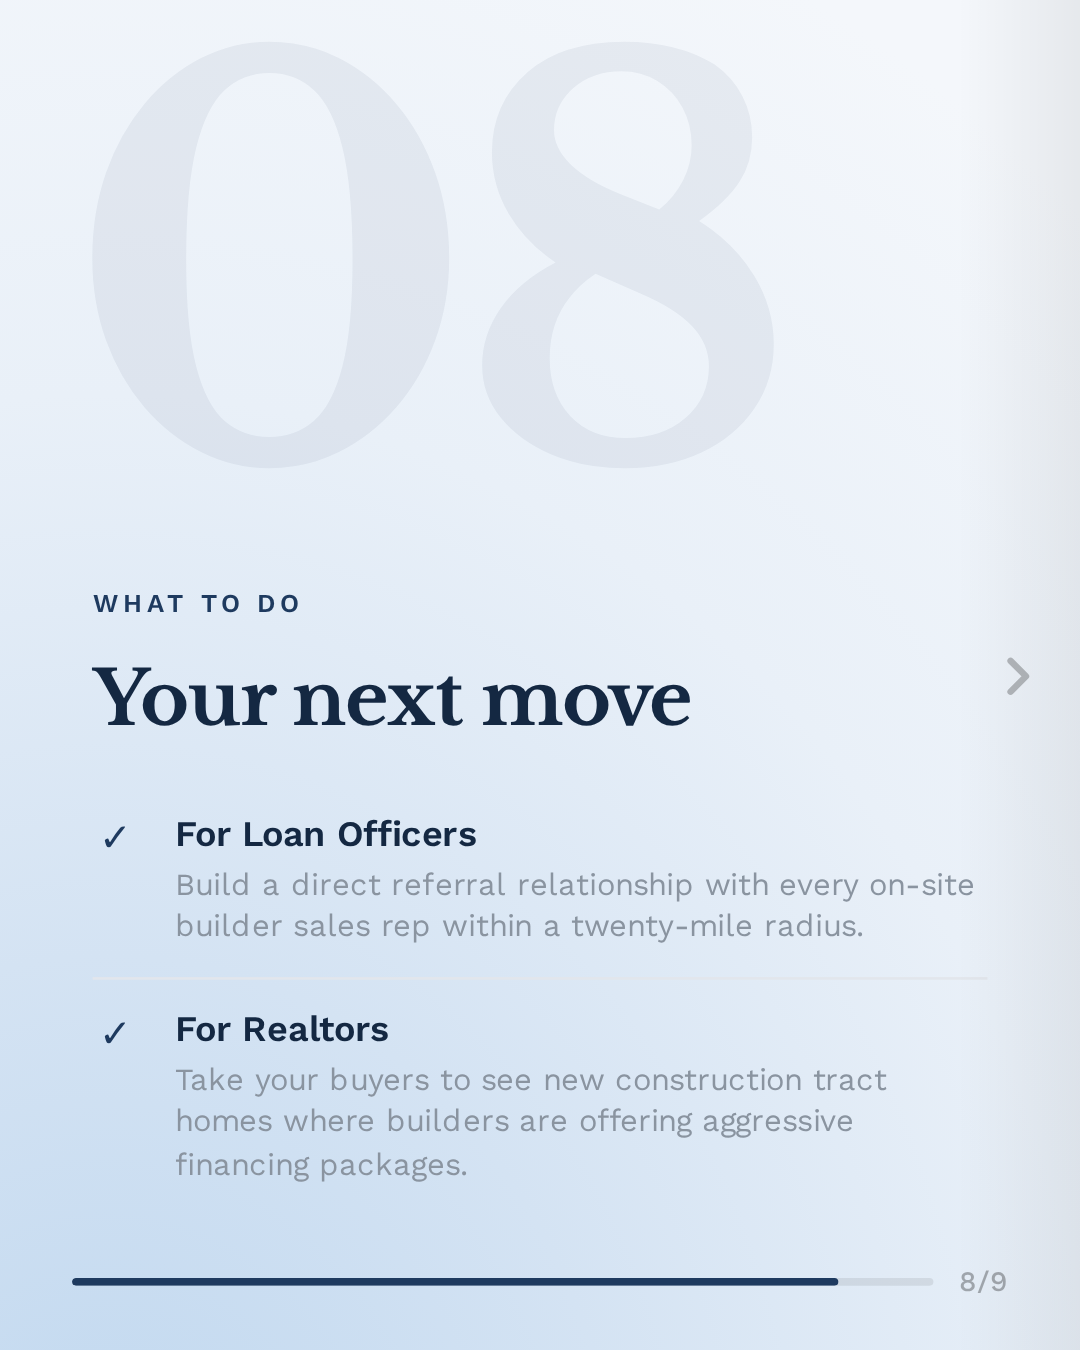 08
WHAT TO DO
Your next move
✓ For Loan Officers
Build a direct referral relationship with every on-site
builder sales rep within a twenty-mile radius.
✓ For Realtors
Take your buyers to see new construction tract
homes where builders are offering aggressive
financing packages.
8/9